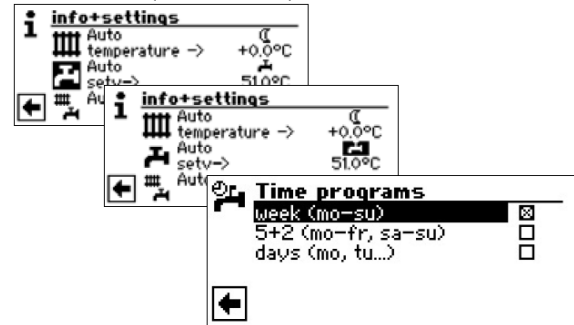 info+settings
Auto
temperature -> +0.0°C
Auto
setv-> 51.0°C
Au
info+settings
Auto
temperature -> +0.0°C
Auto
setv-> 51.0°C
Auto
Time programs
week (mo-su)
5+2 (mo-fr, sa-su)
days (mo, tu...)